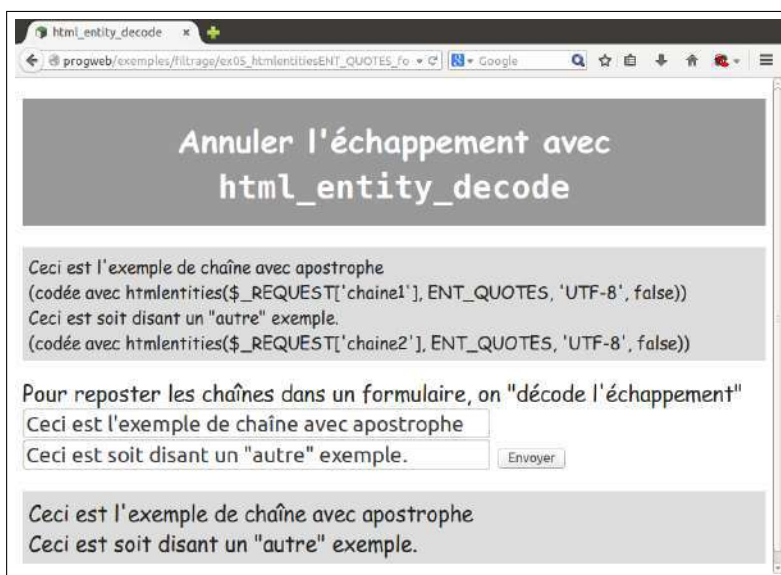 html_entity_decode
progweb/exemples/filtrage/ex05_htmlentitiesENT_QUOTES_fo
Google
Annuler l'échappement avec
html_entity_decode
Ceci est l'exemple de chaîne avec apostrophe
(codée avec htmlentities($_REQUEST['chaine1'], ENT_QUOTES, 'UTF-8', false))
Ceci est soit disant un "autre" exemple.
(codée avec htmlentities($_REQUEST['chaine2'], ENT_QUOTES, 'UTF-8', false))
Pour reposter les chaînes dans un formulaire, on "décode l'échappement"
Ceci est l'exemple de chaîne avec apostrophe
Ceci est soit disant un "autre" exemple.
Envoyer
Ceci est l'exemple de chaîne avec apostrophe
Ceci est soit disant un "autre" exemple.